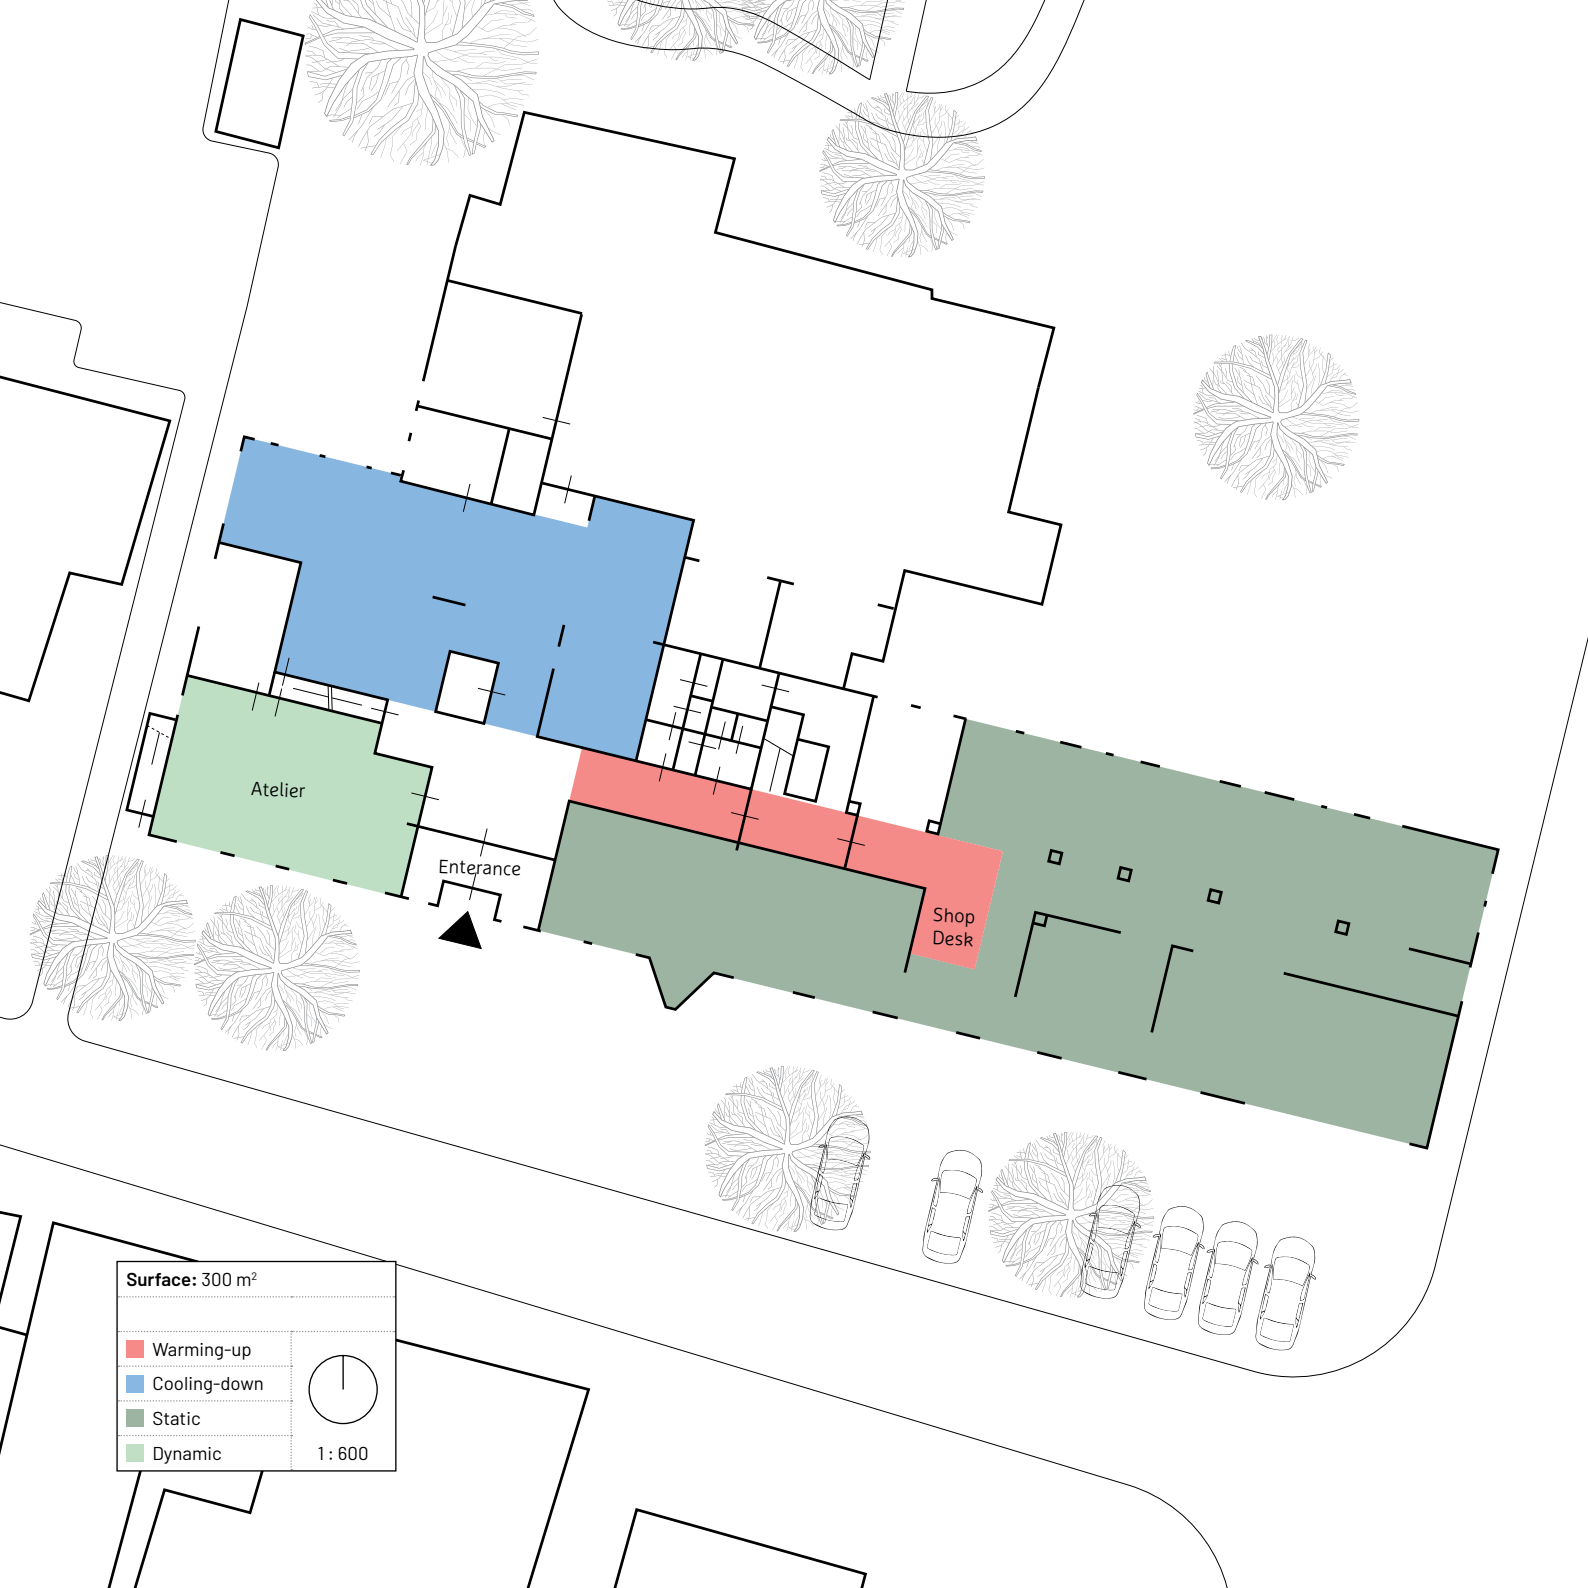 Atelier
Enterance
Shop
Desk
Surface: 300 m²
Warming-up
Cooling-down
Static
Dynamic
1 : 600